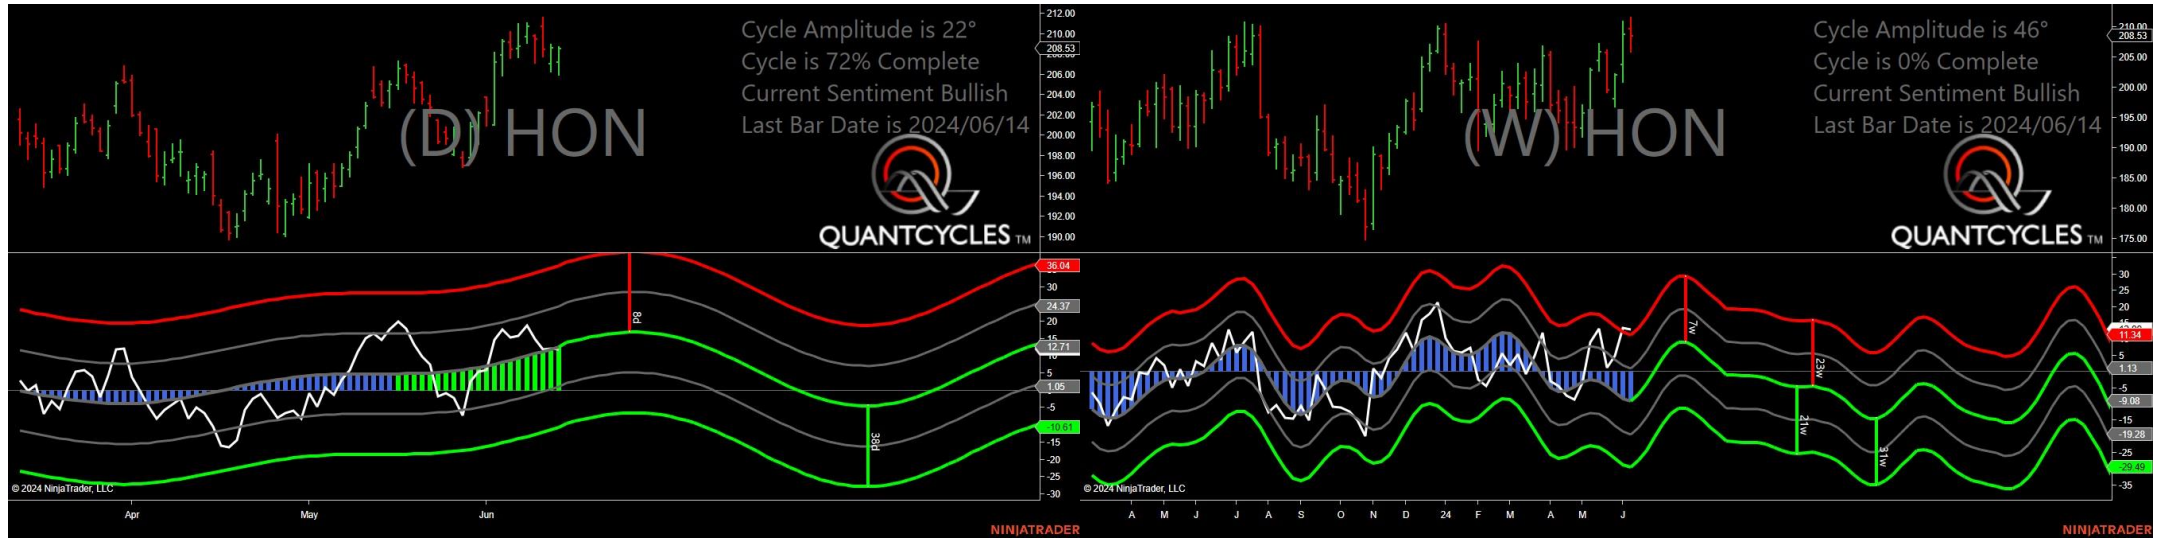 Cycle Amplitude is 22°
Cycle is 72% Complete
Current Sentiment Bullish
Last Bar Date is 2024/06/14
(D) HON
QUANTCYCLES TM
212.00
210.00
208.53
206.00
204.00
202.00
200.00
198.00
196.00
194.00
192.00
190.00
36.04
30
24.37
20
15
12.71
5
1.05
-5
-10.61
-15
-20
-25
-30
8d
38d
© 2024 NinjaTrader, LLC
Apr May Jun
NINJATRADER
Cycle Amplitude is 46°
Cycle is 0% Complete
Current Sentiment Bullish
Last Bar Date is 2024/06/14
(W) HON
QUANTCYCLES TM
210.00
208.53
205.00
200.00
195.00
190.00
185.00
180.00
175.00
30
25
20
11.34
5
1.13
-5
-9.08
-15
-19.28
-25
-29.49
-35
7w
23w
21w
31w
© 2024 NinjaTrader, LLC
A M J J A S O N D 24 F M A M J
NINJATRADER